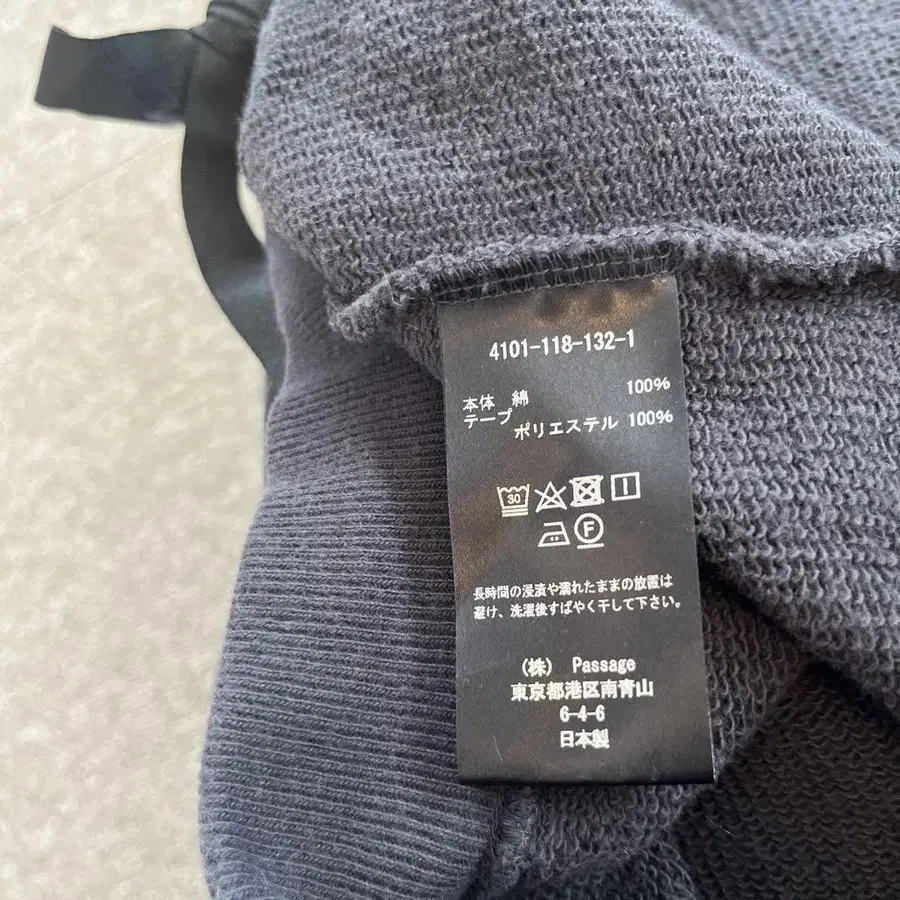 4101-118-132-1
本体 綿 100%
テープ ポリエステル 100%
30
F
長時間の浸漬や濡れたままの放置は
避け、洗濯後すばやく干して下さい。
(株) Passage
東京都港区南青山
6-4-6
日本製